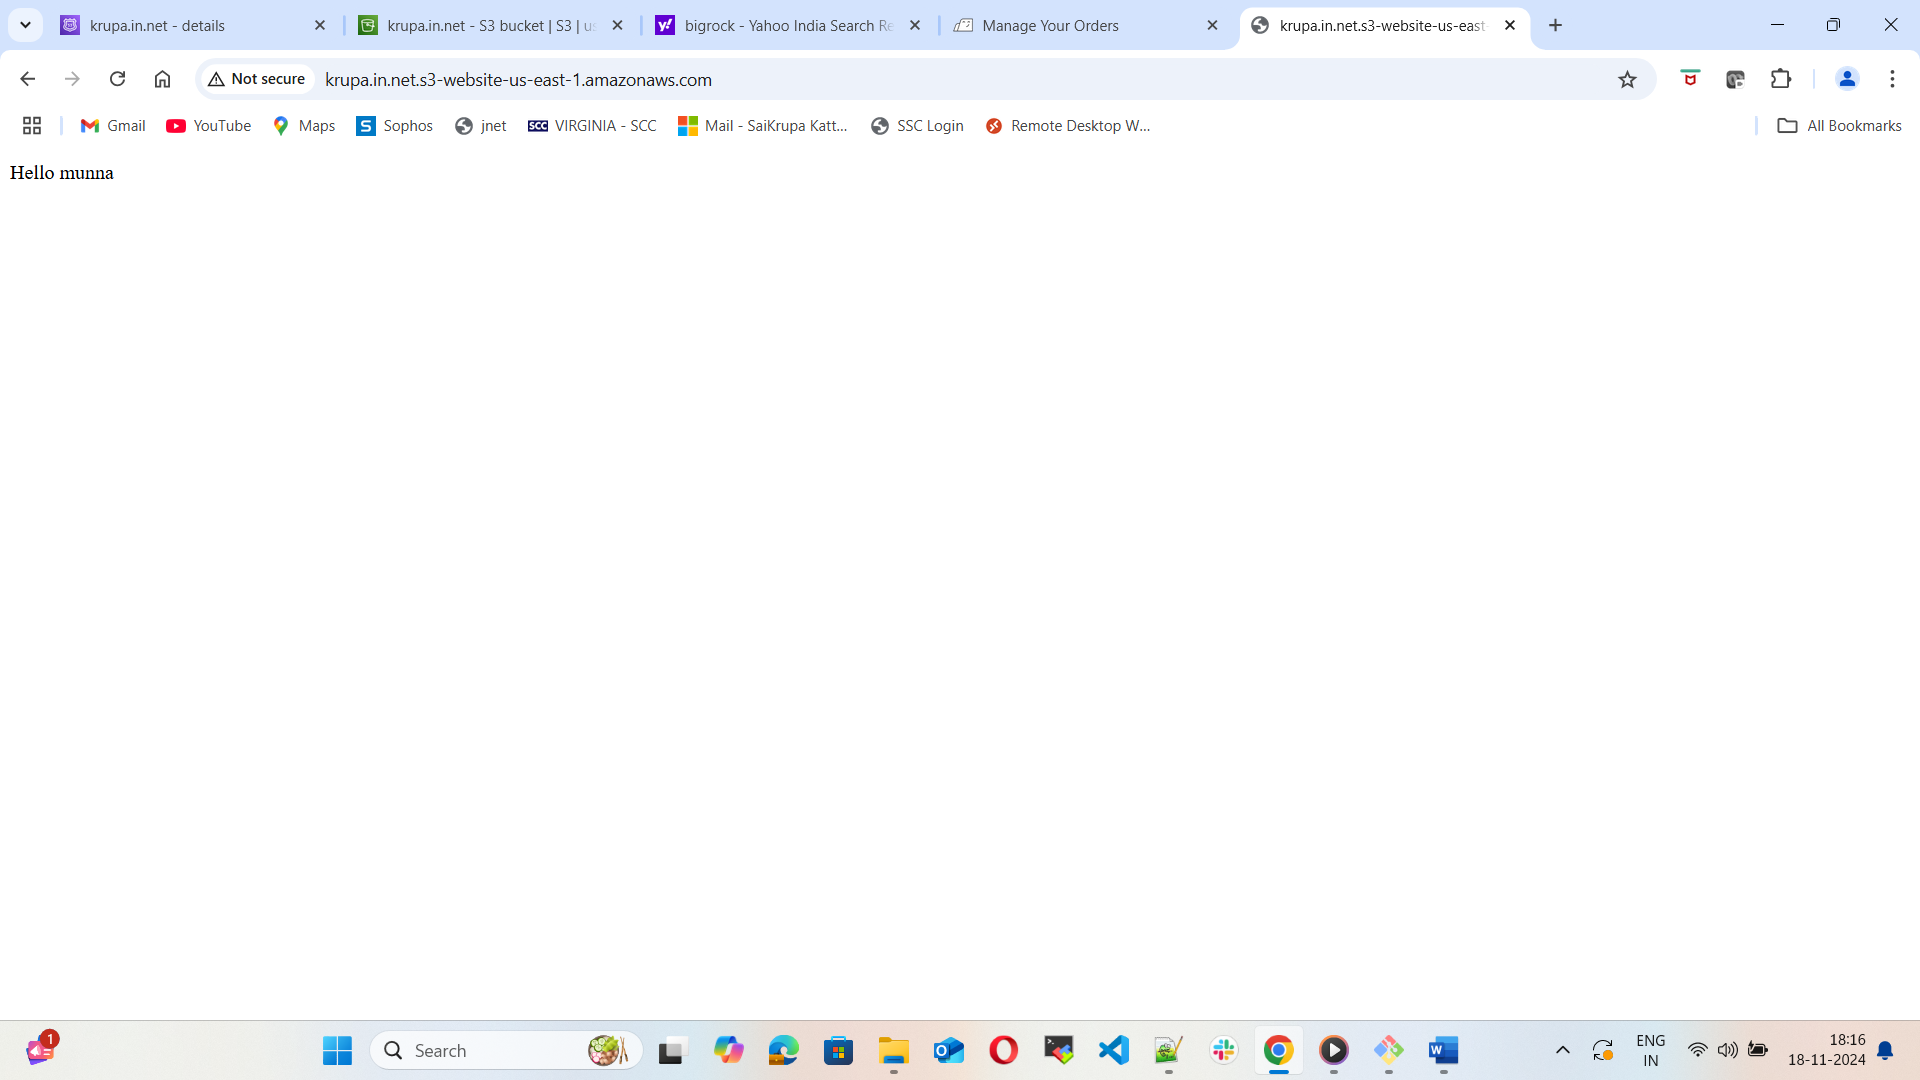 krupa.in.net - details
krupa.in.net - S3 bucket | S3 | us
bigrock - Yahoo India Search Re
Manage Your Orders
krupa.in.net.s3-website-us-east-
Not secure
krupa.in.net.s3-website-us-east-1.amazonaws.com
Gmail
YouTube
Maps
S
Sophos
jnet
SCC
VIRGINIA - SCC
Mail - SaiKrupa Katt...
SSC Login
Remote Desktop W...
All Bookmarks
Hello munna
1
Search
ENG
IN
18:16
18-11-2024